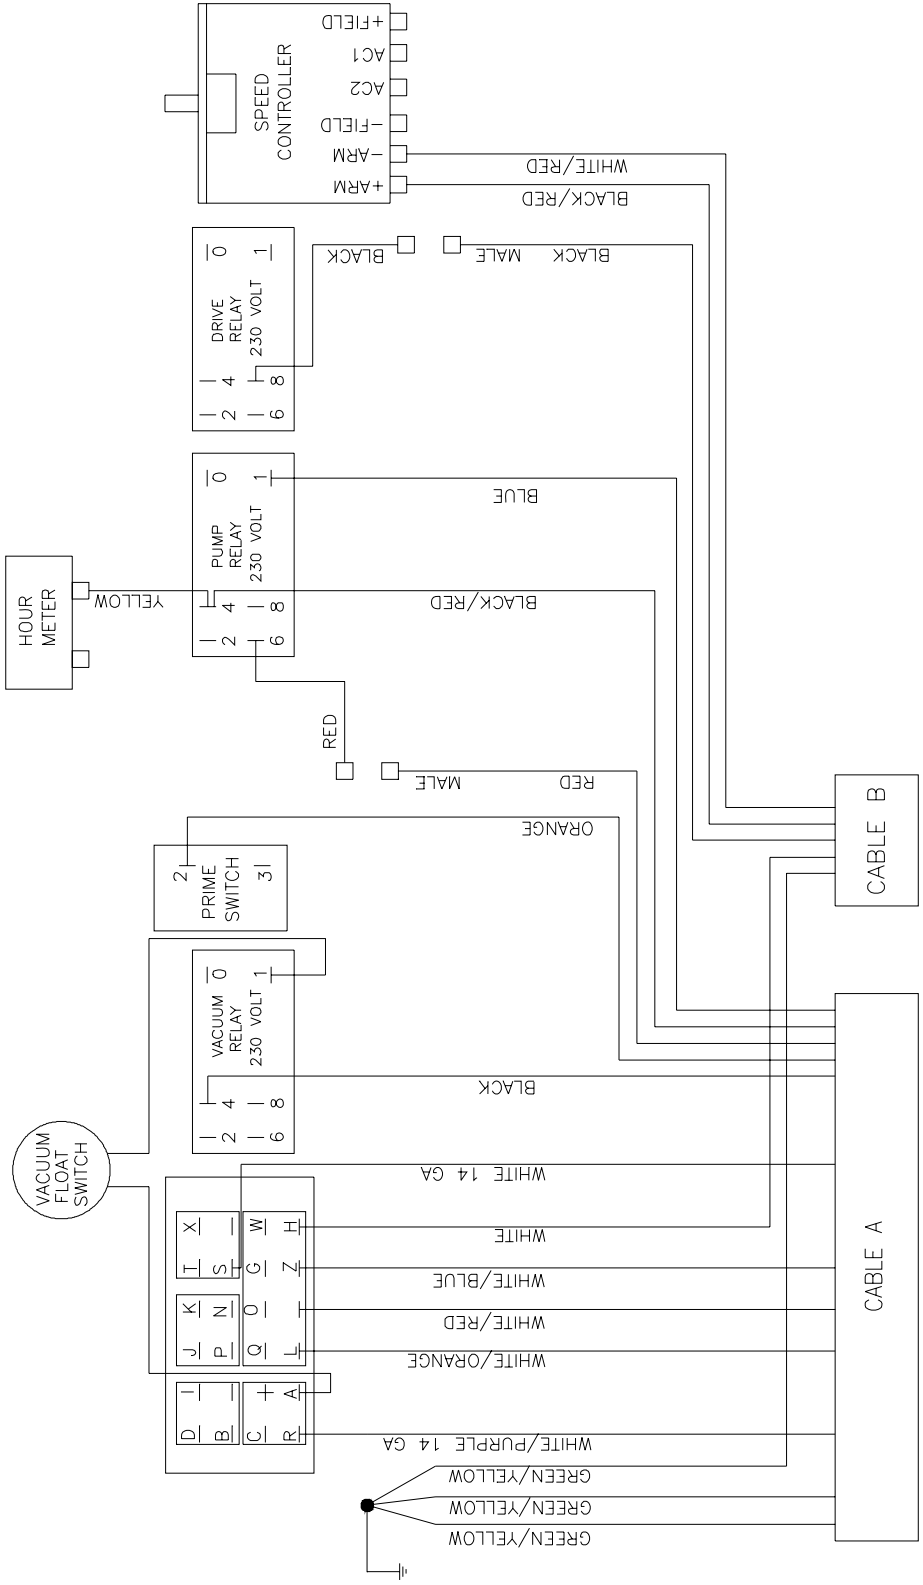 +FIELD
AC1
AC2
-FIELD
-ARM
+ARM
SPEED
CONTROLLER
WHITE/RED
BLACK/RED
0
1
DRIVE
RELAY
230 VOLT
4
8
2
6
BLACK
MALE
BLACK
0
1
PUMP
RELAY
230 VOLT
4
8
2
6
BLUE
HOUR
METER
YELLOW
BLACK/RED
RED
MALE
RED
ORANGE
2
PRIME
SWITCH
3
0
1
VACUUM
RELAY
230 VOLT
4
8
2
6
BLACK
VACUUM
FLOAT
SWITCH
WHITE 14 GA
X
T
S
W
H
G
Z
WHITE
WHITE/BLUE
K
N
J
P
O
Q
L
WHITE/RED
WHITE/ORANGE
I
D
B
+
A
C
R
WHITE/PURPLE 14 GA
GREEN/YELLOW
GREEN/YELLOW
GREEN/YELLOW
CABLE B
CABLE A